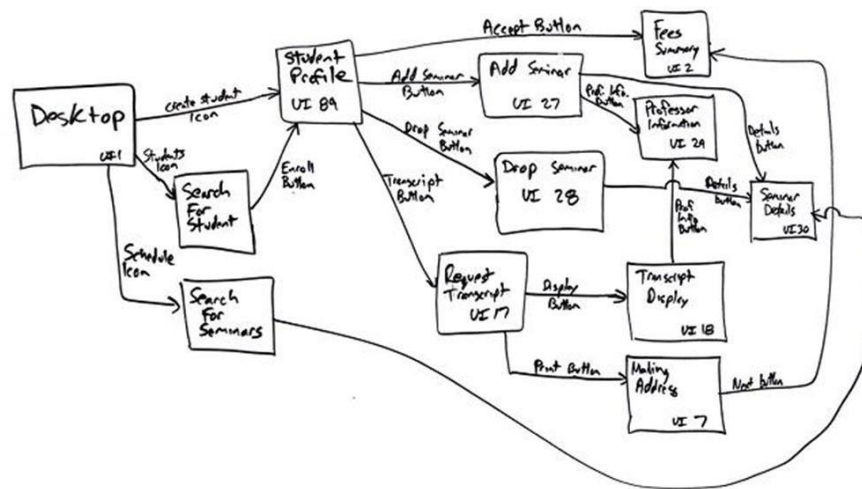 Accept Button
Fees
Summary
UI 2
Student
Profile
UI 89
Add Seminar
Button
Add Seminar
UI 27
Prof. Info.
Button
Professor
Information
UI 29
Desktop
UI 1
Create Student
Icon
Students
Icon
Enroll
Button
Drop Seminar
Button
Details
button
Search
For
Student
Transcript
Button
Drop Seminar
UI 28
Details
button
Seminar
Details
UI 30
Prof.
Info
Button
Schedule
Icon
Search
For
Seminars
Request
Transcript
UI 17
Display
Button
Transcript
Display
UI 18
Print Button
Mailing
Address
UI 7
Next button